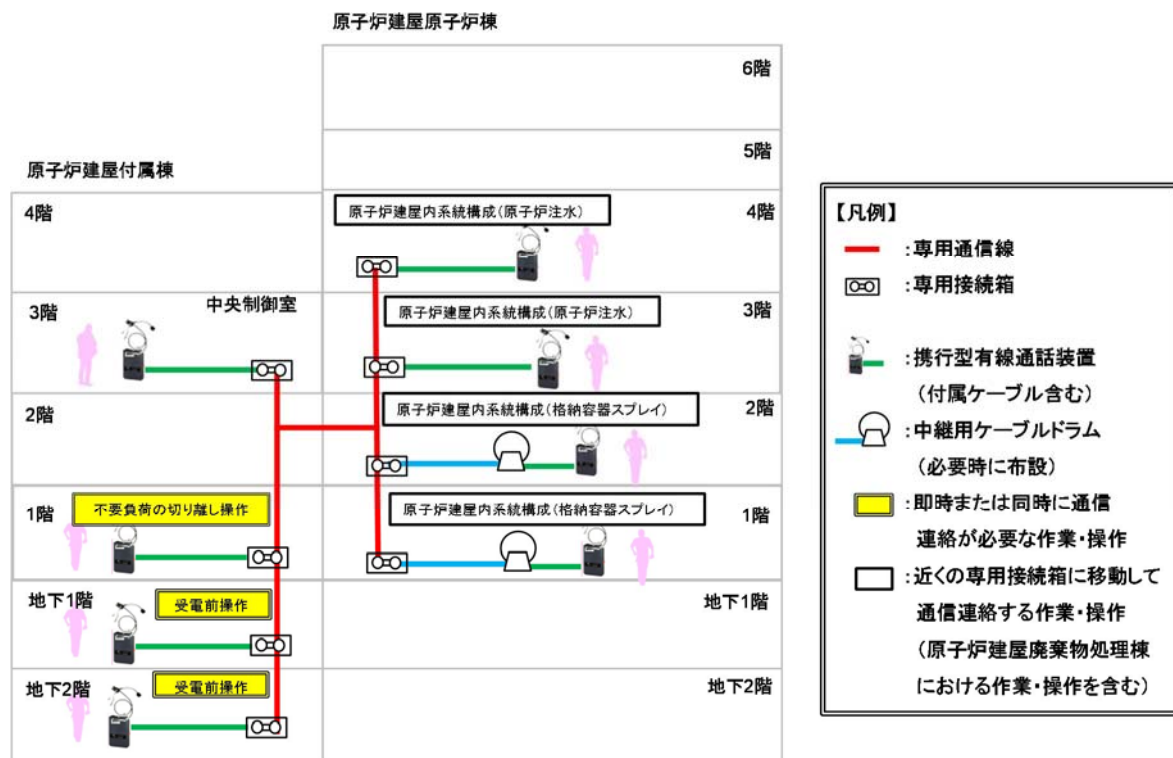 原子炉建屋原子炉棟
6階
5階
原子炉建屋付属棟
4階
原子炉建屋内系統構成(原子炉注水)
4階
3階
中央制御室
原子炉建屋内系統構成(原子炉注水)
3階
2階
原子炉建屋内系統構成(格納容器スプレイ)
2階
1階
不要負荷の切り離し操作
原子炉建屋内系統構成(格納容器スプレイ)
1階
地下1階
受電前操作
地下1階
地下2階
受電前操作
地下2階
【凡例】
:専用通信線
:専用接続箱
:携行型有線通話装置
(付属ケーブル含む)
:中継用ケーブルドラム
(必要時に布設)
:即時または同時に通信
連絡が必要な作業・操作
:近くの専用接続箱に移動して
通信連絡する作業・操作
(原子炉建屋廃棄物処理棟
における作業・操作を含む)